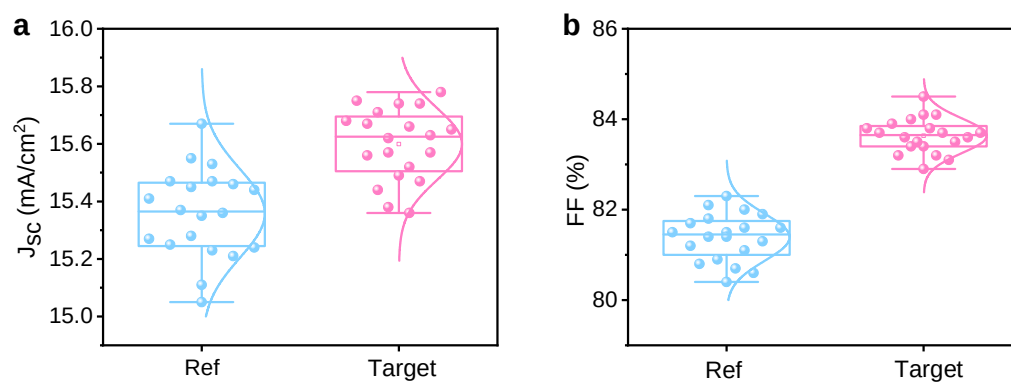 a
16.0
15.8
15.6
15.4
15.2
15.0
J_SC (mA/cm²)
Ref
Target
b
86
84
82
80
FF (%)
Ref
Target